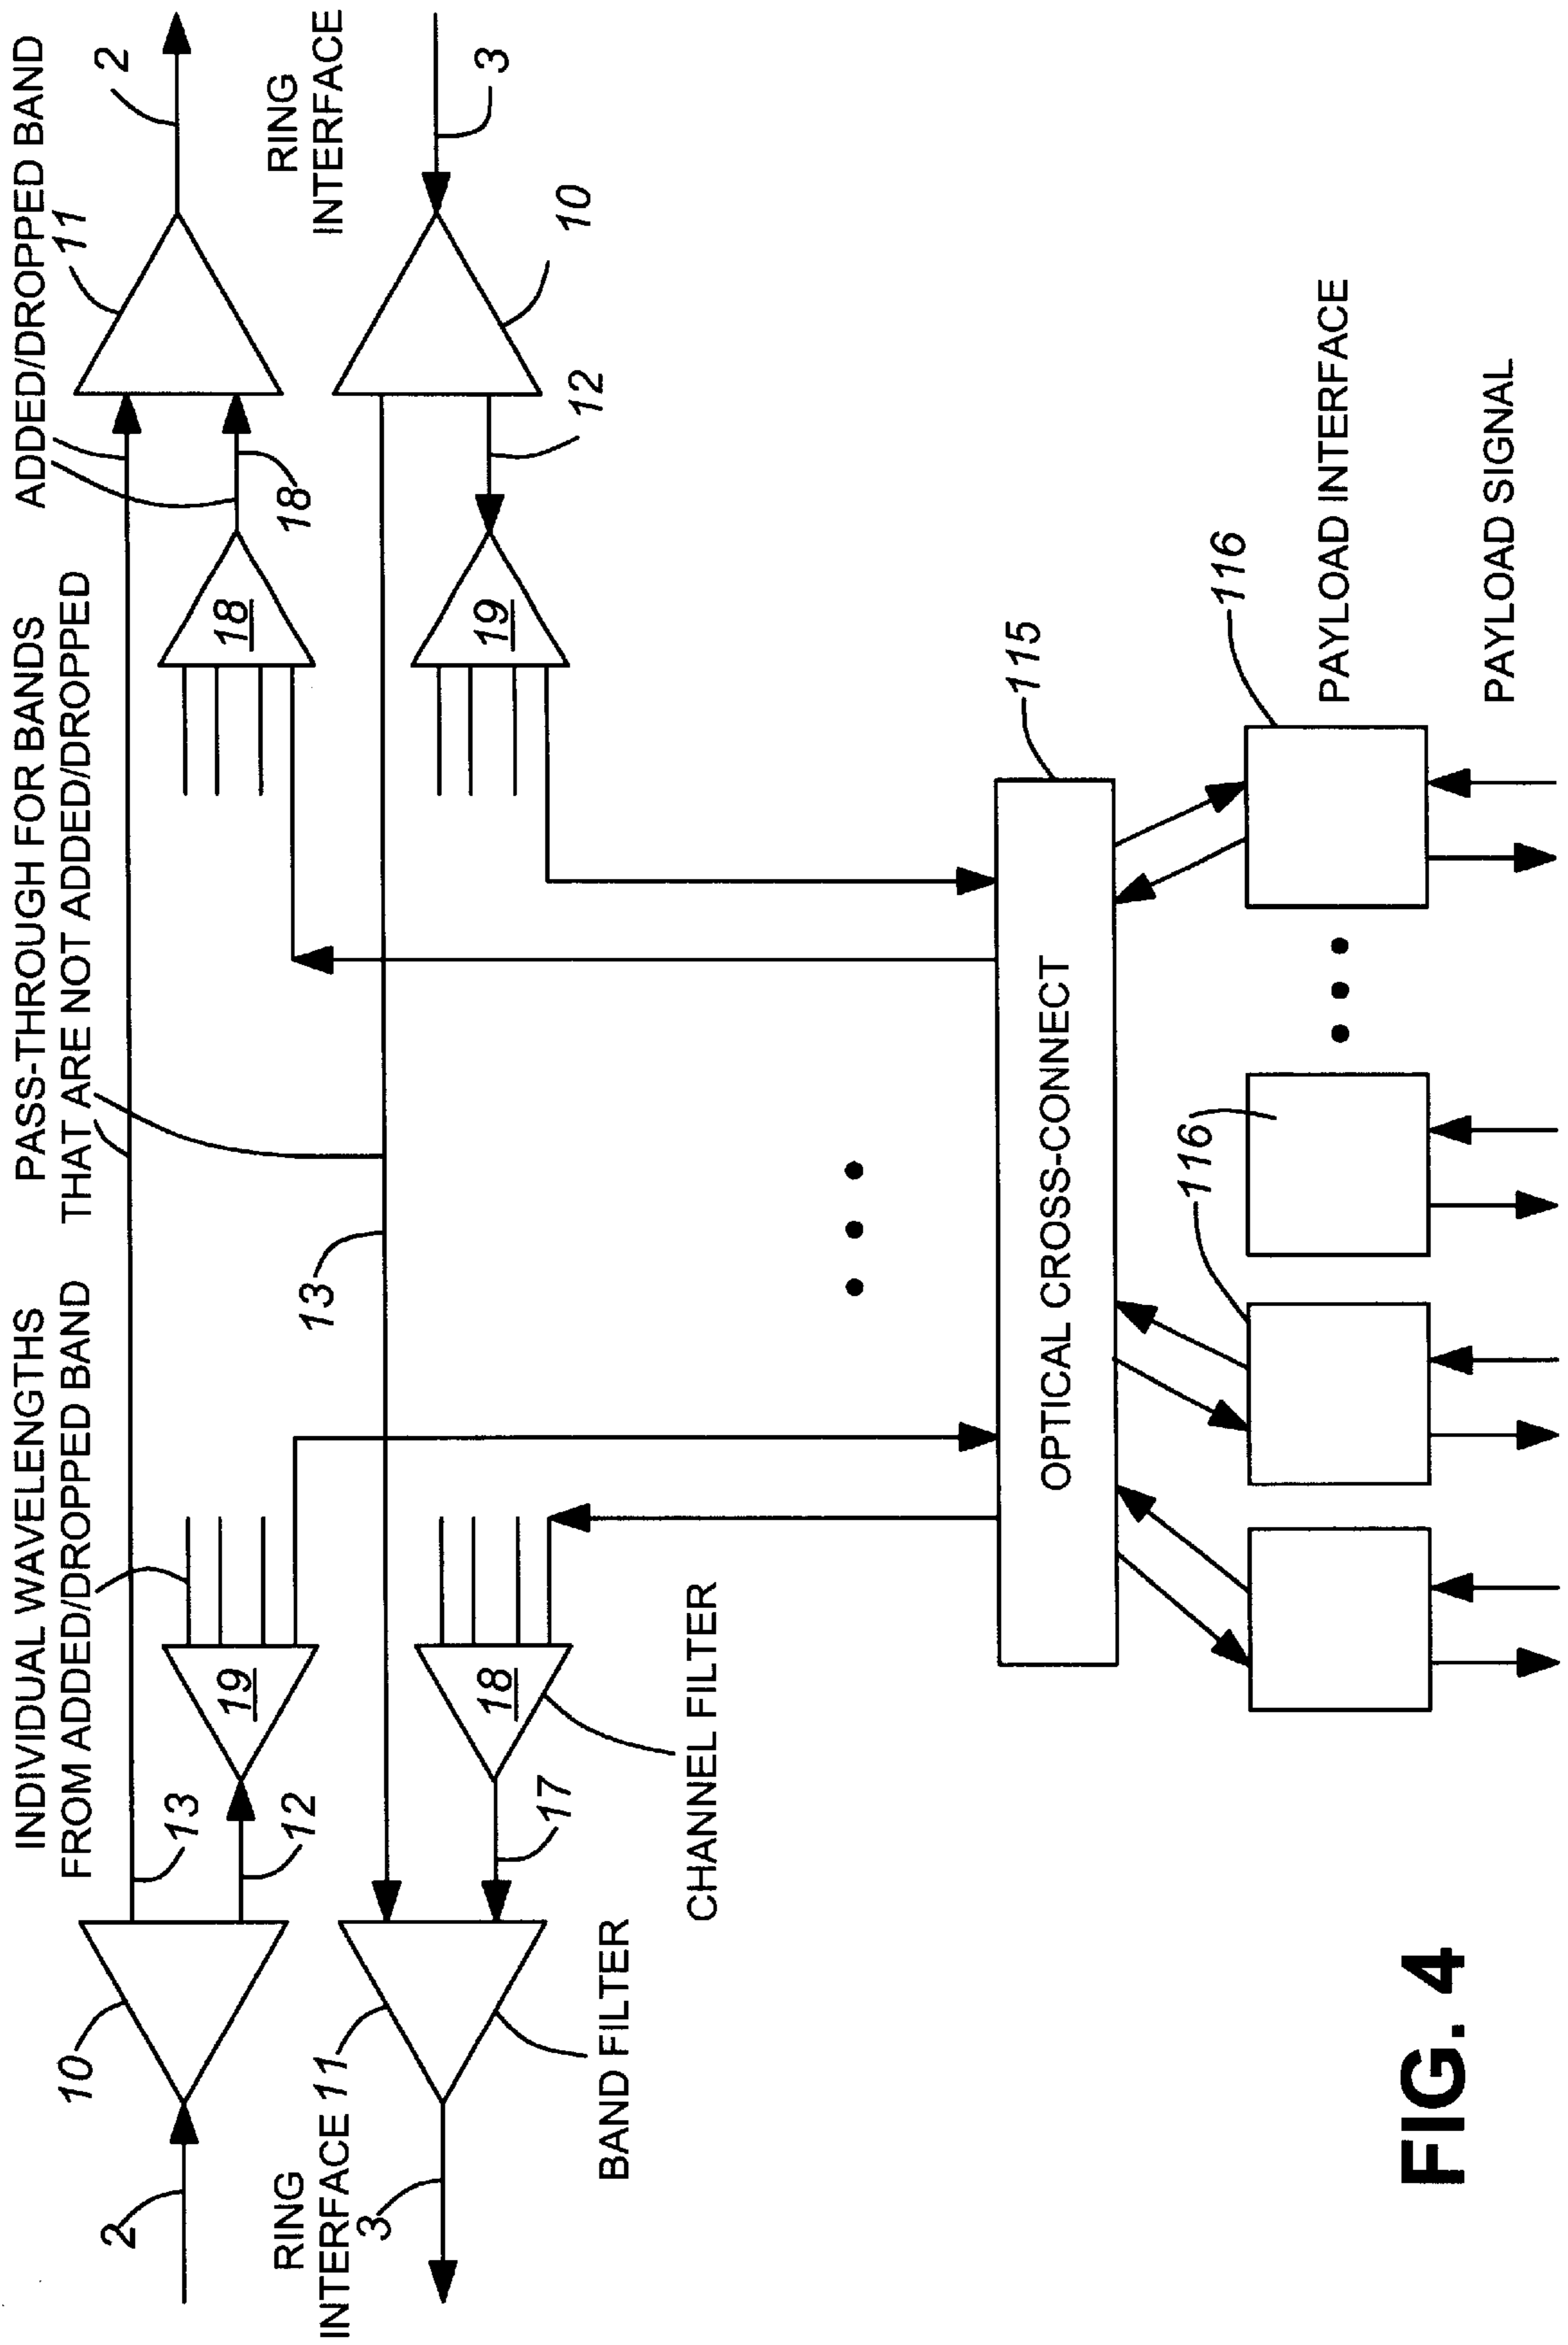 INDIVIDUAL WAVELENGTHS
FROM ADDED/DROPPED BAND
PASS-THROUGH FOR BANDS
THAT ARE NOT ADDED/DROPPED
ADDED/DROPPED BAND
2
10
13
12
19
18
18
11
2
RING
INTERFACE
3
11
BAND FILTER
17
18
CHANNEL FILTER
13
19
12
10
RING
INTERFACE
3
115
OPTICAL CROSS-CONNECT
116
116
PAYLOAD INTERFACE
PAYLOAD SIGNAL
FIG. 4